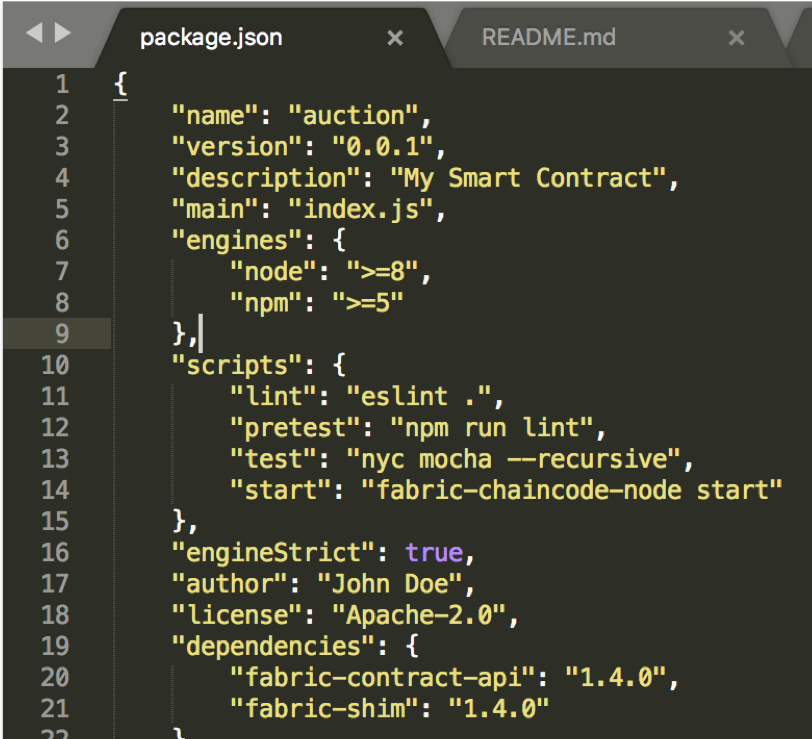 package.json × README.md ×
1 {
2 "name": "auction",
3 "version": "0.0.1",
4 "description": "My Smart Contract",
5 "main": "index.js",
6 "engines": {
7 "node": ">=8",
8 "npm": ">=5"
9 },
10 "scripts": {
11 "lint": "eslint .",
12 "pretest": "npm run lint",
13 "test": "nyc mocha --recursive",
14 "start": "fabric-chaincode-node start"
15 },
16 "engineStrict": true,
17 "author": "John Doe",
18 "license": "Apache-2.0",
19 "dependencies": {
20 "fabric-contract-api": "1.4.0",
21 "fabric-shim": "1.4.0"
22 }